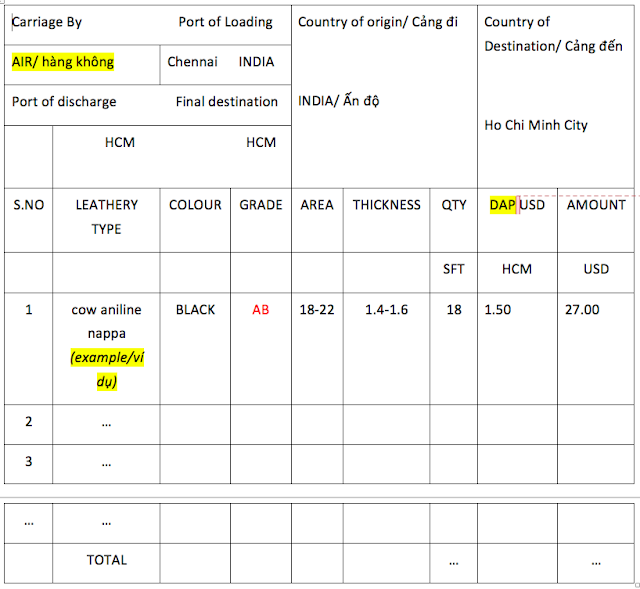 Carriage By Port of Loading
AIR/ hàng không Chennai INDIA
Port of discharge Final destination
HCM HCM
Country of origin/ Cảng đi
INDIA/ Ấn độ
Country of
Destination/ Cảng đến
Ho Chi Minh City
S.NO LEATHERY TYPE COLOUR GRADE AREA THICKNESS QTY DAP USD AMOUNT
SFT HCM USD
1 cow aniline nappa (example/ví dụ) BLACK AB 18-22 1.4-1.6 18 1.50 27.00
2 ...
3 ...
... ...
TOTAL ... ...